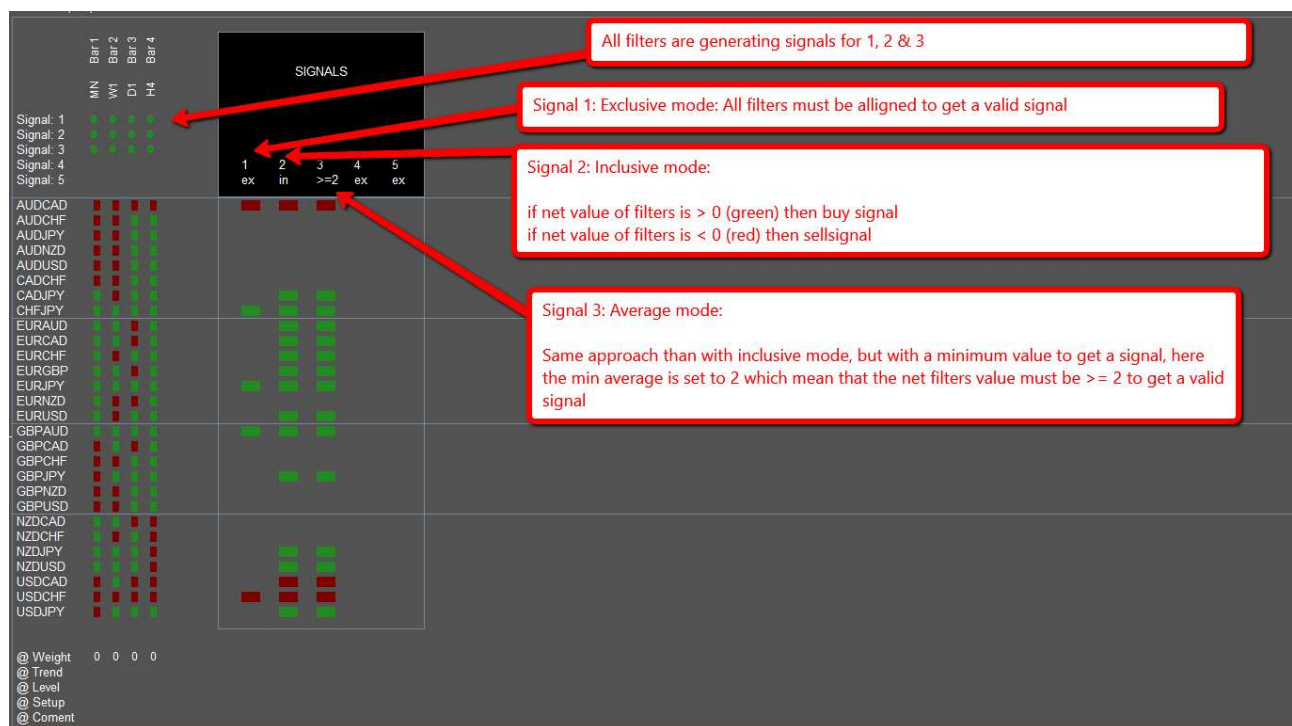 Bar 1 Bar 2 Bar 3 Bar 4
MN W1 D1 H4
SIGNALS
All filters are generating signals for 1, 2 & 3
Signal 1: Exclusive mode: All filters must be alligned to get a valid signal
Signal: 1
Signal: 2
Signal: 3
Signal: 4
Signal: 5
1 2 3 4 5
ex in >=2 ex ex
Signal 2: Inclusive mode:
if net value of filters is > 0 (green) then buy signal
if net value of filters is < 0 (red) then sellsignal
AUDCAD
AUDCHF
AUDJPY
AUDNZD
AUDUSD
CADCHF
CADJPY
CHFJPY
EURAUD
EURCAD
EURCHF
EURGBP
EURJPY
EURNZD
EURUSD
GBPAUD
GBPCAD
GBPCHF
GBPJPY
GBPNZD
GBPUSD
NZDCAD
NZDCHF
NZDJPY
NZDUSD
USDCAD
USDCHF
USDJPY
Signal 3: Average mode:
Same approach than with inclusive mode, but with a minimum value to get a signal, here
the min average is set to 2 which mean that the net filters value must be >= 2 to get a valid
signal
@ Weight 0 0 0 0
@ Trend
@ Level
@ Setup
@ Coment